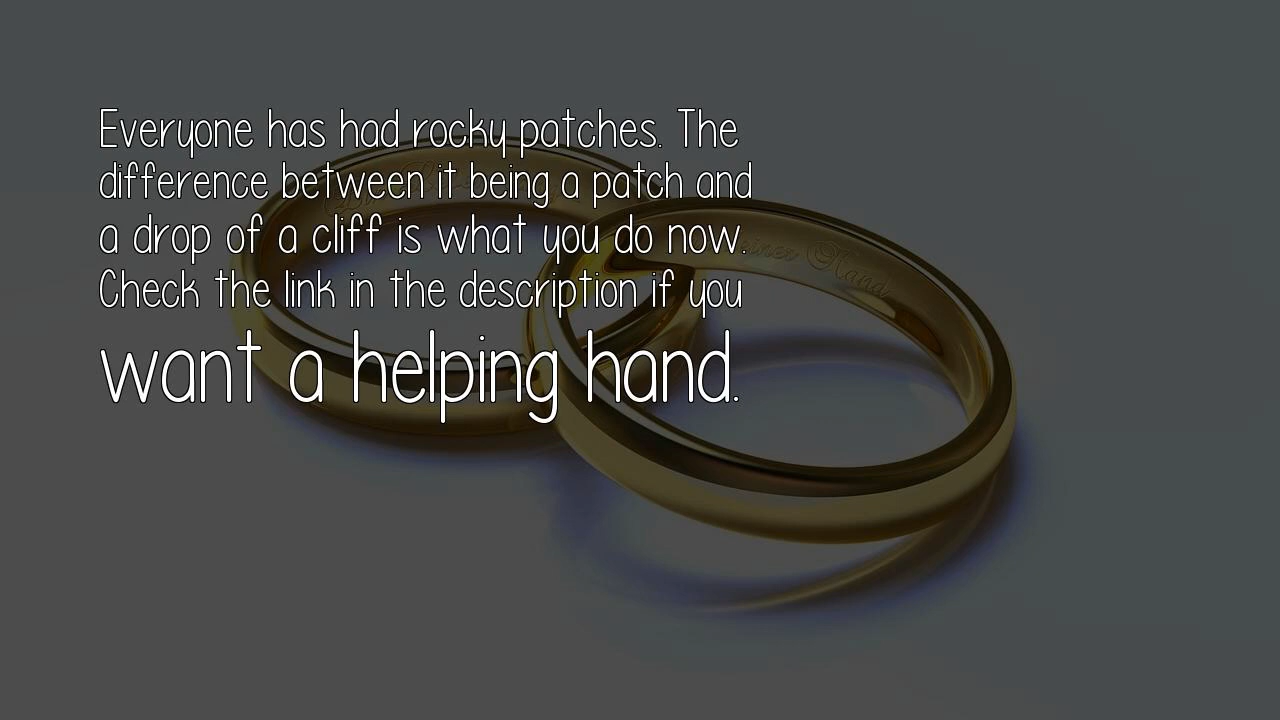 Everyone has had rocky patches. The
difference between it being a patch and
a drop of a cliff is what you do now.
Check the link in the description if you
want a helping hand.
Hand